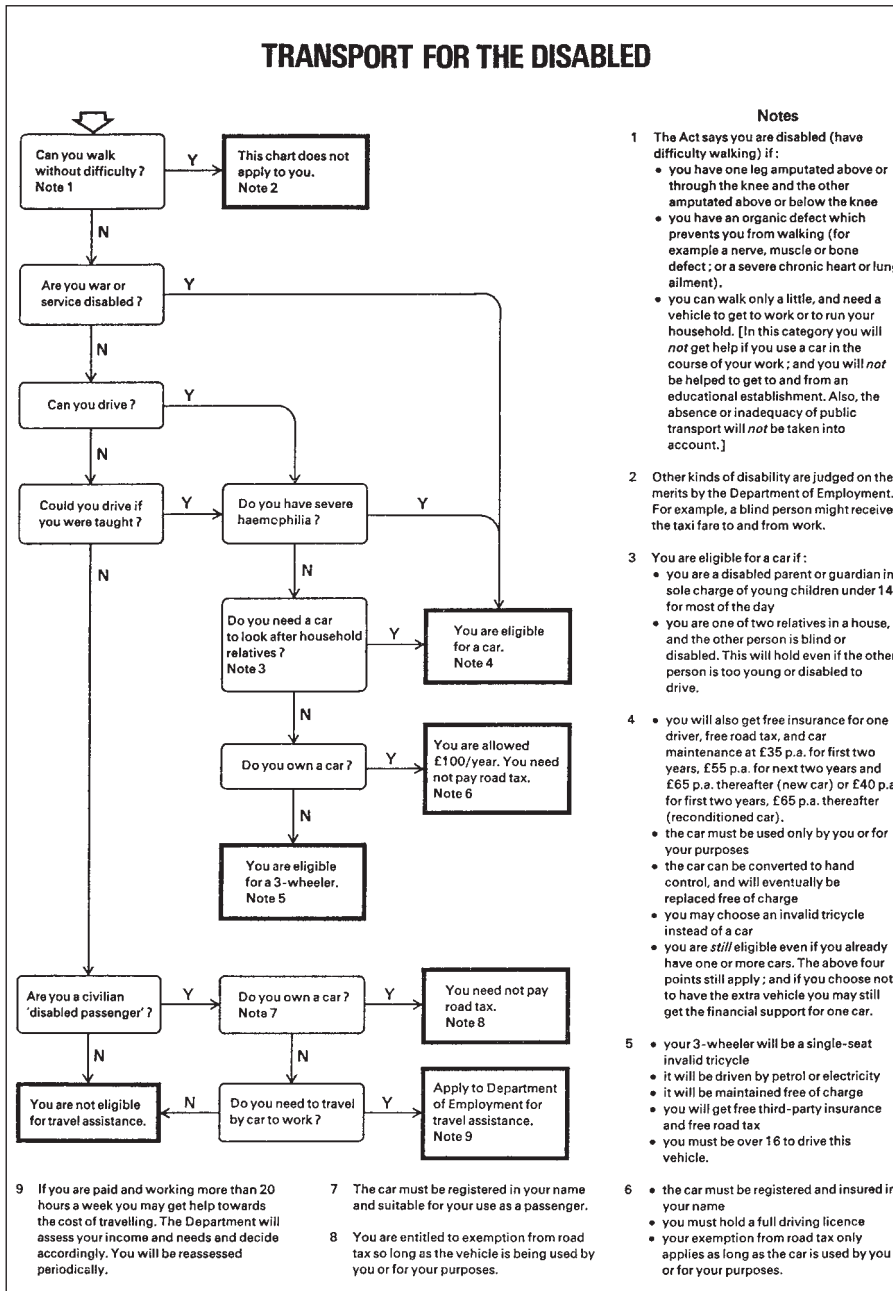 TRANSPORT FOR THE DISABLED
Can you walk
without difficulty?
Note 1
Y
This chart does not
apply to you.
Note 2
N
Are you war or
service disabled?
Y
N
Can you drive?
Y
N
Could you drive if
you were taught?
Y
Do you have severe
haemophilia?
Y
N
N
Do you need a car
to look after household
relatives?
Note 3
Y
You are eligible
for a car.
Note 4
N
Do you own a car?
Y
You are allowed
£100/year. You need
not pay road tax.
Note 6
N
You are eligible
for a 3-wheeler.
Note 5
Are you a civilian
'disabled passenger'?
Y
Do you own a car?
Note 7
Y
You need not pay
road tax.
Note 8
N
N
You are not eligible
for travel assistance.
N
Do you need to travel
by car to work?
Y
Apply to Department
of Employment for
travel assistance.
Note 9
Notes
1 The Act says you are disabled (have
difficulty walking) if:
• you have one leg amputated above or
through the knee and the other
amputated above or below the knee
• you have an organic defect which
prevents you from walking (for
example a nerve, muscle or bone
defect; or a severe chronic heart or lung
ailment).
• you can walk only a little, and need a
vehicle to get to work or to run your
household. [In this category you will
not get help if you use a car in the
course of your work; and you will not
be helped to get to and from an
educational establishment. Also, the
absence or inadequacy of public
transport will not be taken into
account.]
2 Other kinds of disability are judged on the
merits by the Department of Employment.
For example, a blind person might receive
the taxi fare to and from work.
3 You are eligible for a car if:
• you are a disabled parent or guardian in
sole charge of young children under 14
for most of the day
• you are one of two relatives in a house,
and the other person is blind or
disabled. This will hold even if the other
person is too young or disabled to
drive.
4 • you will also get free insurance for one
driver, free road tax, and car
maintenance at £35 p.a. for first two
years, £55 p.a. for next two years and
£65 p.a. thereafter (new car) or £40 p.a
for first two years, £65 p.a. thereafter
(reconditioned car).
• the car must be used only by you or for
your purposes
• the car can be converted to hand
control, and will eventually be
replaced free of charge
• you may choose an invalid tricycle
instead of a car
• you are still eligible even if you already
have one or more cars. The above four
points still apply; and if you choose not
to have the extra vehicle you may still
get the financial support for one car.
5 • your 3-wheeler will be a single-seat
invalid tricycle
• it will be driven by petrol or electricity
• it will be maintained free of charge
• you will get free third-party insurance
and free road tax
• you must be over 16 to drive this
vehicle.
6 • the car must be registered and insured in
your name
• you must hold a full driving licence
• your exemption from road tax only
applies as long as the car is used by you
or for your purposes.
7 The car must be registered in your name
and suitable for your use as a passenger.
8 You are entitled to exemption from road
tax so long as the vehicle is being used by
you or for your purposes.
9 If you are paid and working more than 20
hours a week you may get help towards
the cost of travelling. The Department will
assess your income and needs and decide
accordingly. You will be reassessed
periodically.